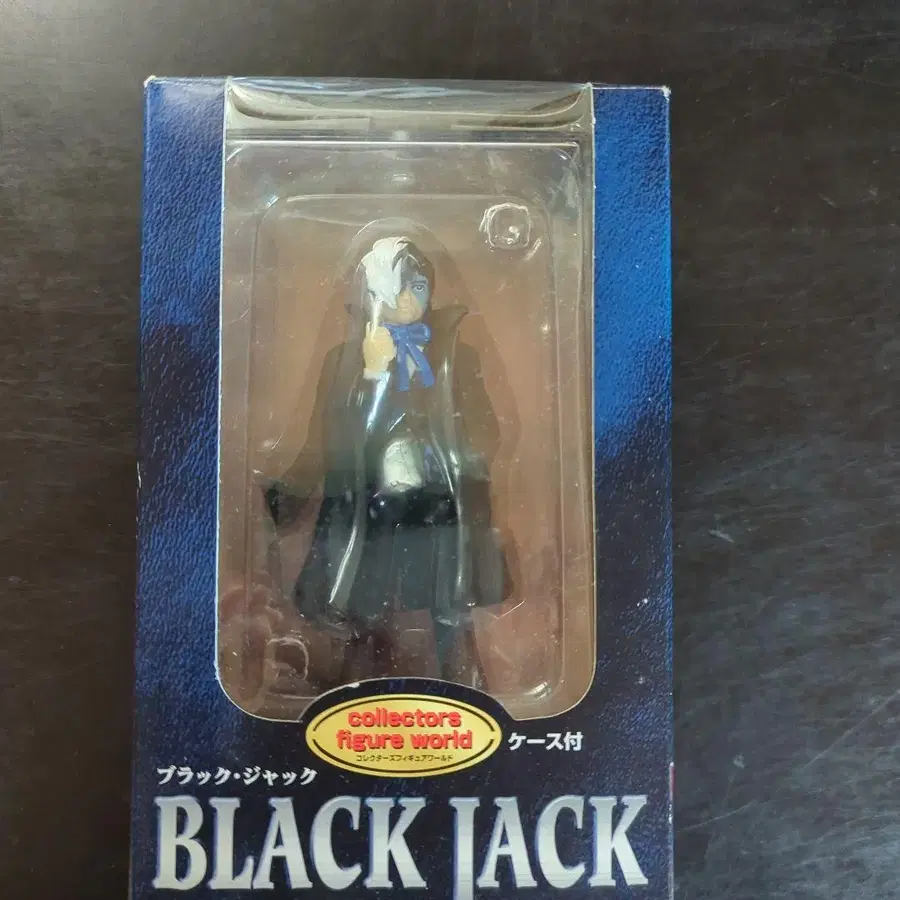 collectors
figure world
コレクターズフィギュアワールド
ケース付
ブラック・ジャック
BLACK JACK